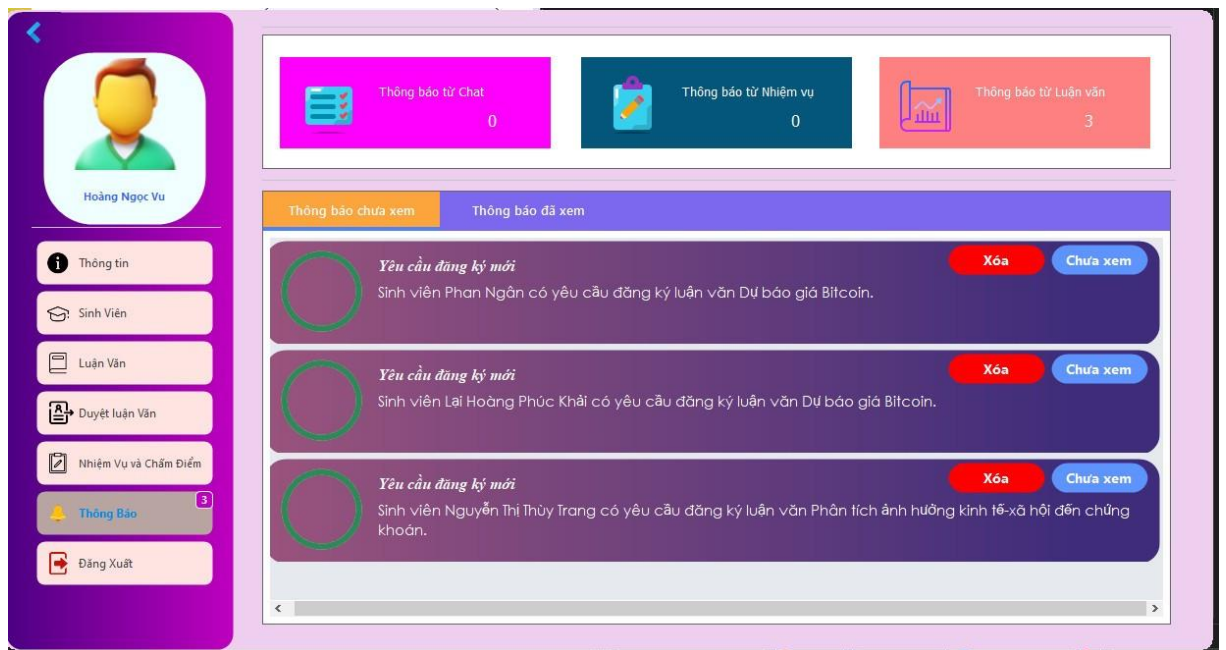 Hoàng Ngọc Vu
Thông tin
Sinh Viên
Luận Văn
Duyệt luận Văn
Nhiệm Vụ và Chấm Điểm
Thông Báo
3
Đăng Xuất
Thông báo từ Chat
0
Thông báo từ Nhiệm vụ
0
Thông báo từ Luận văn
3
Thông báo chưa xem
Thông báo đã xem
Yêu cầu đăng ký mới
Xóa
Chưa xem
Sinh viên Phan Ngân có yêu cầu đăng ký luận văn Dự báo giá Bitcoin.
Yêu cầu đăng ký mới
Xóa
Chưa xem
Sinh viên Lại Hoàng Phúc Khải có yêu cầu đăng ký luận văn Dự báo giá Bitcoin.
Yêu cầu đăng ký mới
Xóa
Chưa xem
Sinh viên Nguyễn Thị Thùy Trang có yêu cầu đăng ký luận văn Phân tích ảnh hưởng kinh tế-xã hội đến chứng
khoán.